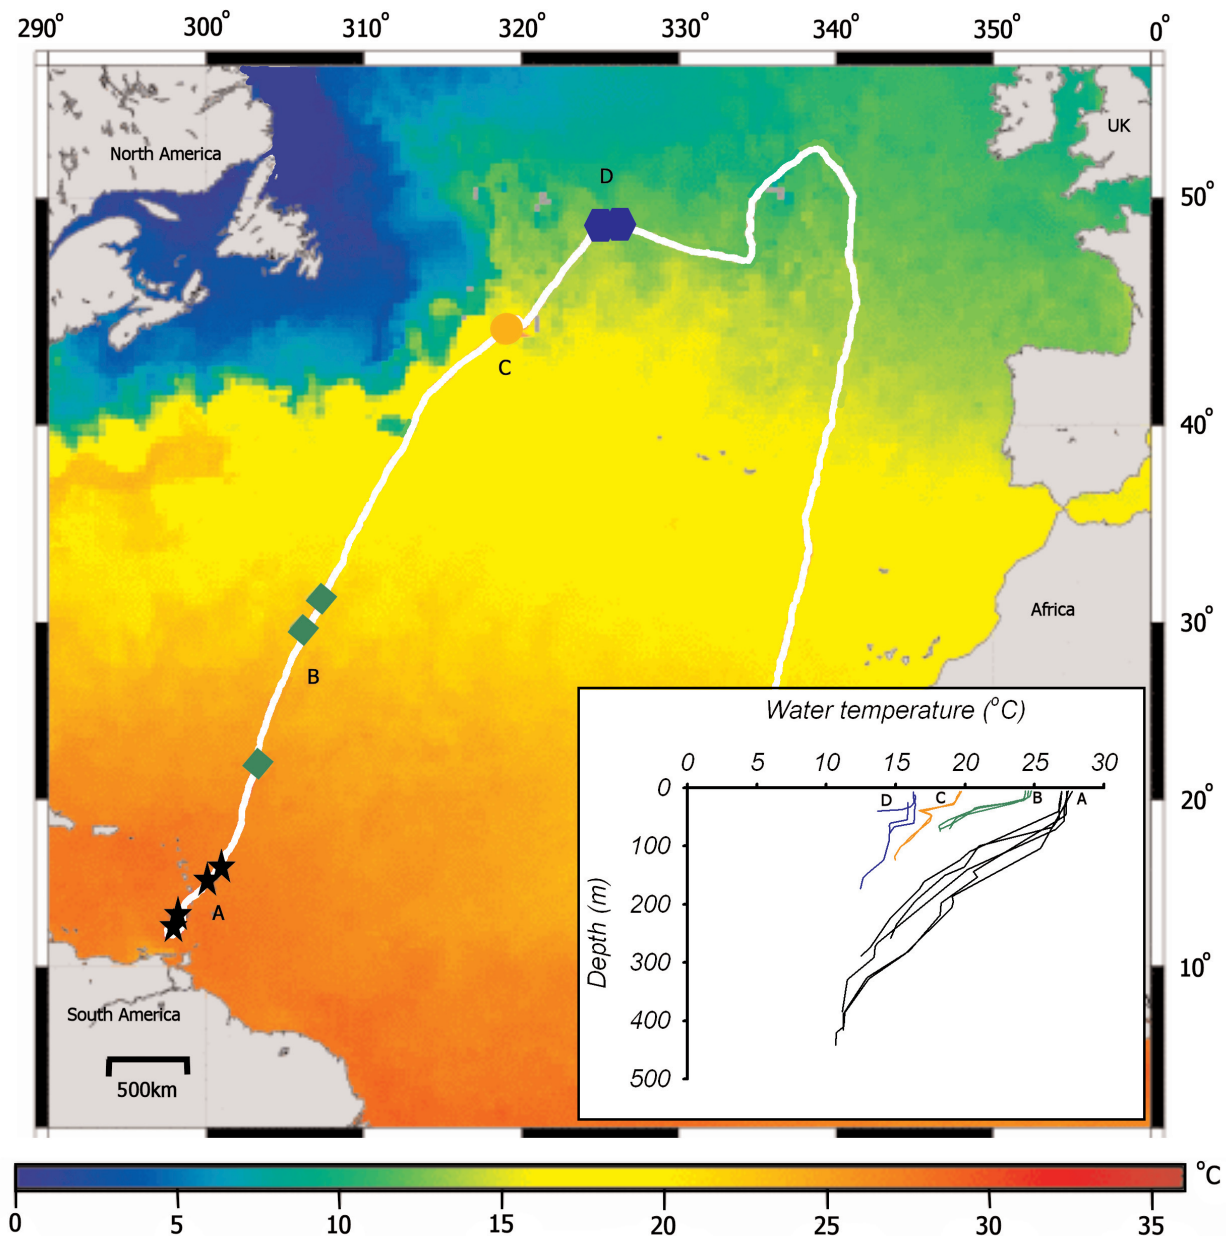 290° 300° 310° 320° 330° 340° 350° 0°
North America
UK
D
50°
C
40°
Africa
30°
B
20°
A
10°
South America
500km
Water temperature (°C)
0 5 10 15 20 25 30
D C B A
Depth (m)
0
100
200
300
400
500
°C
0 5 10 15 20 25 30 35